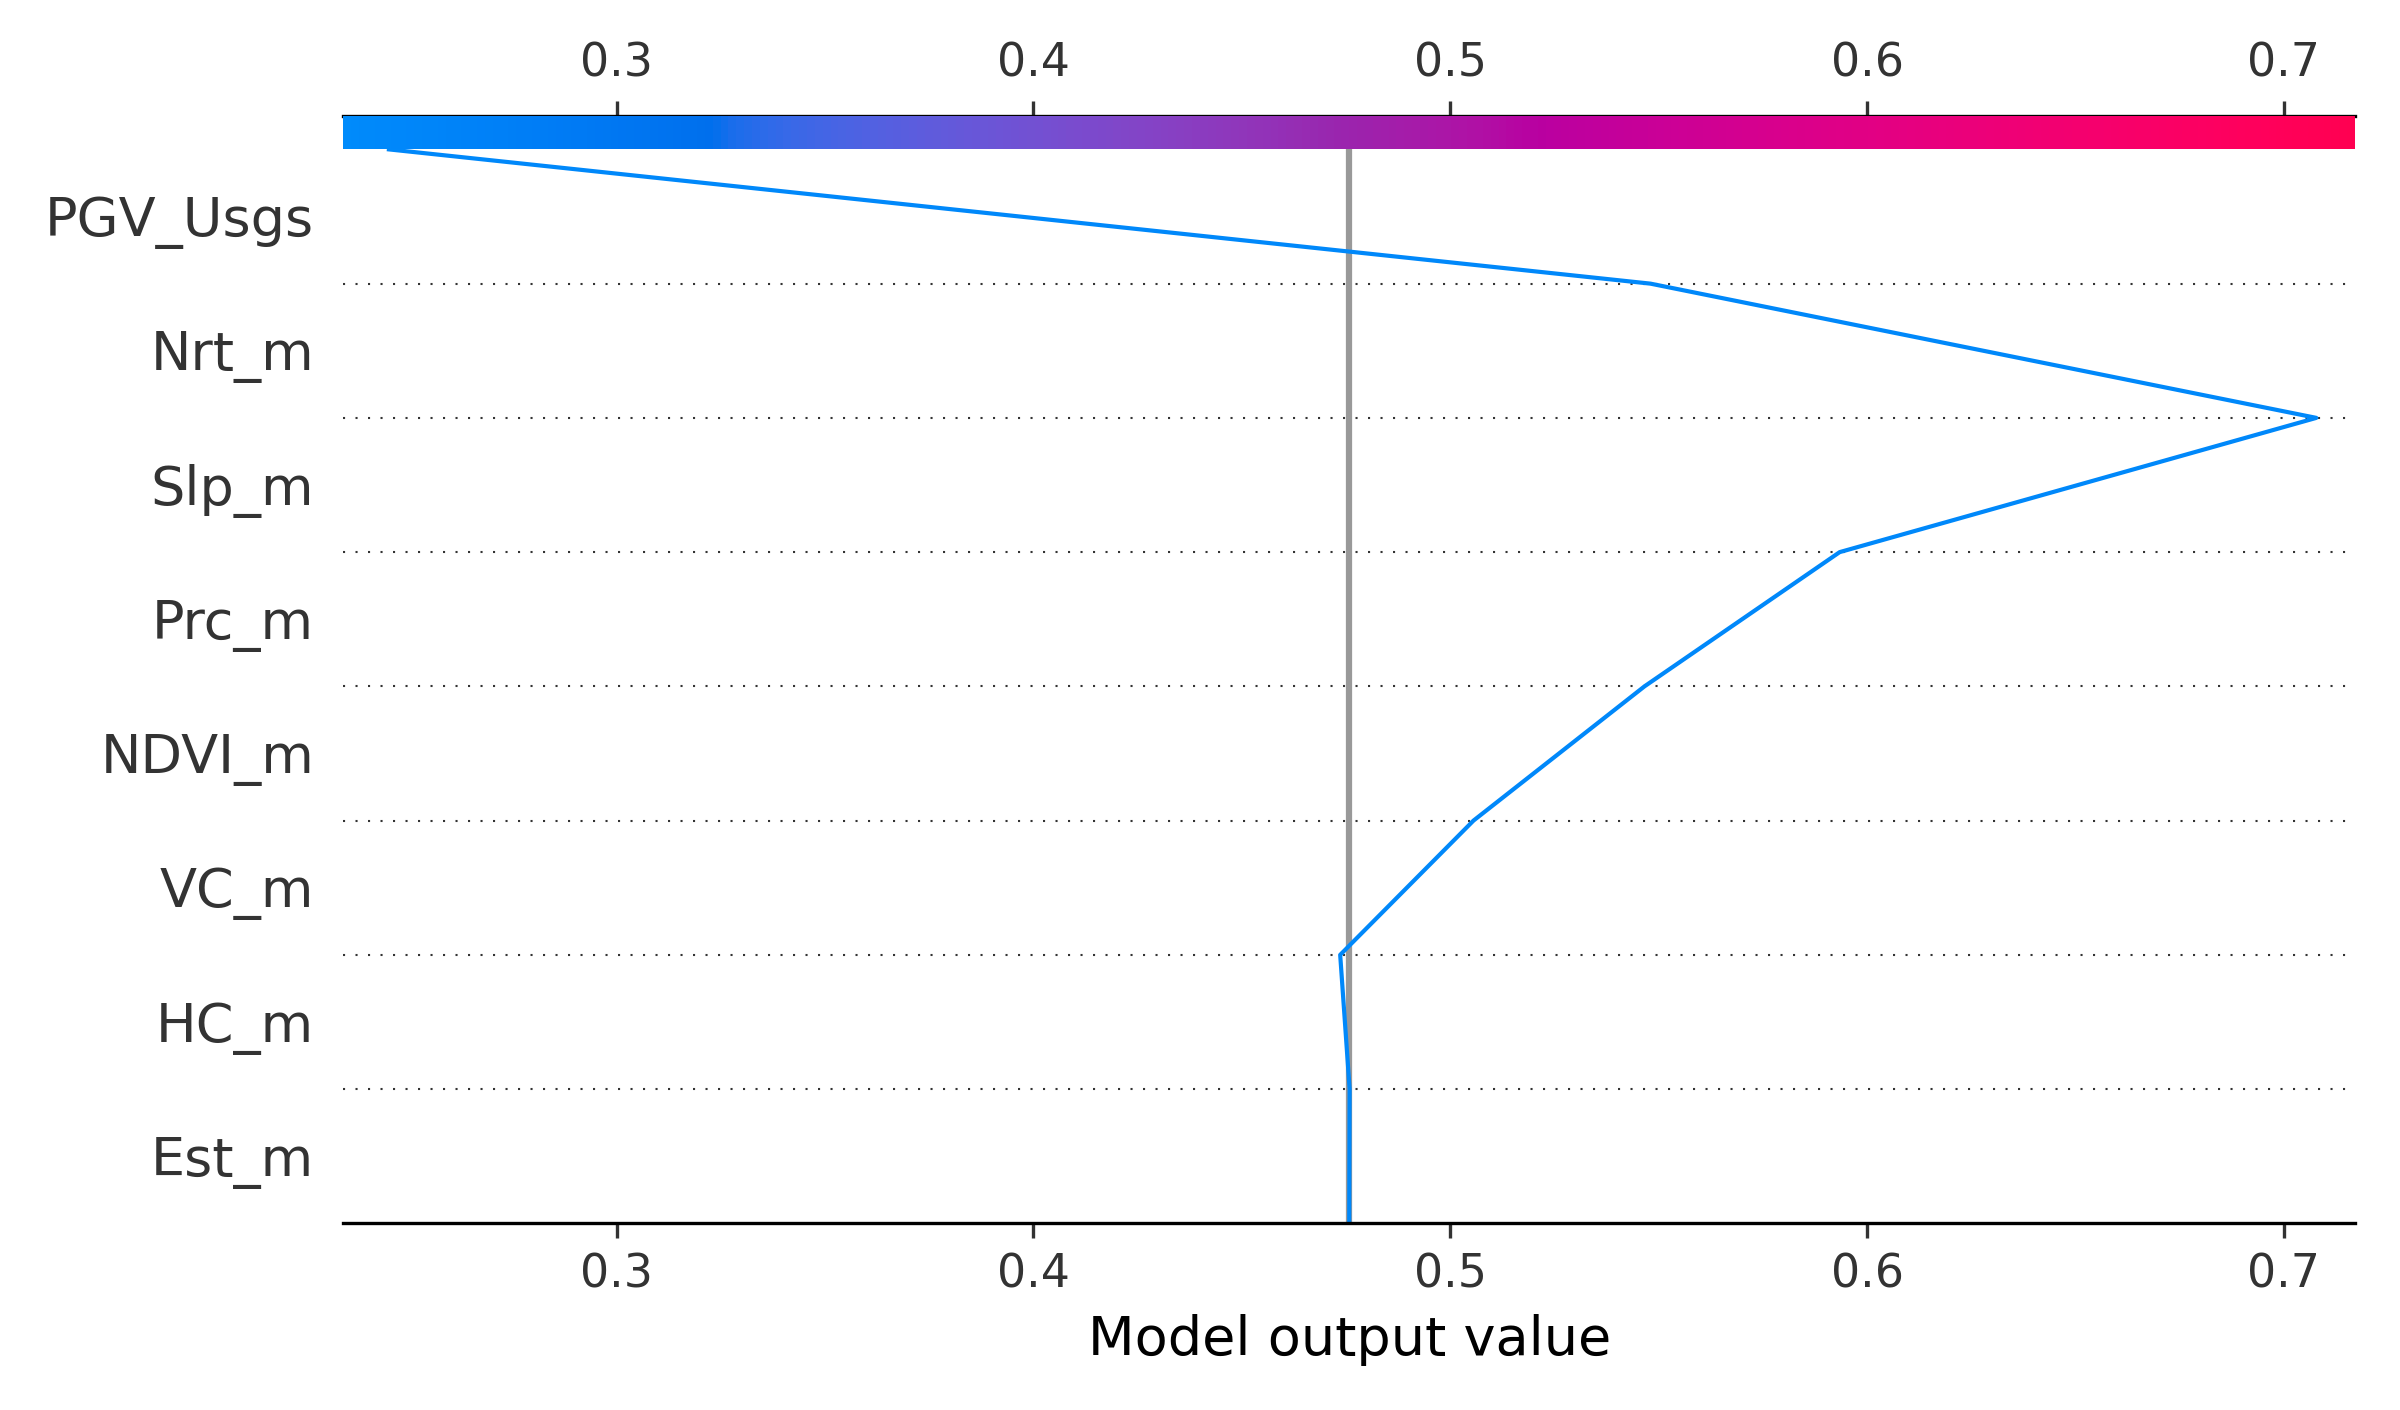 0.3 0.4 0.5 0.6 0.7
PGV_Usgs
Nrt_m
Slp_m
Prc_m
NDVI_m
VC_m
HC_m
Est_m
0.3 0.4 0.5 0.6 0.7
Model output value